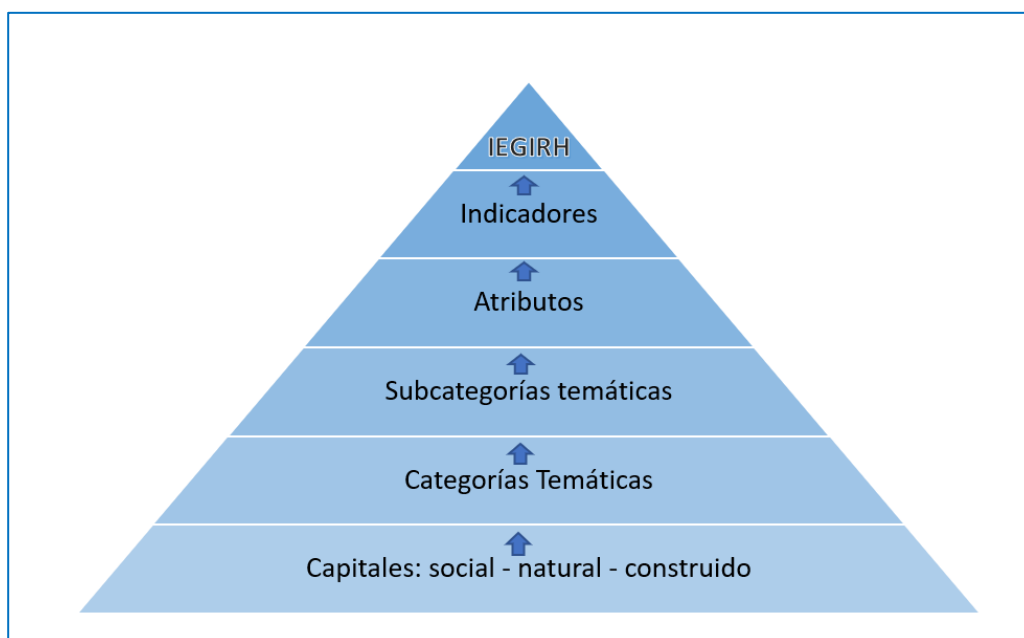 IEGIRH
Indicadores
Atributos
Subcategorías temáticas
Categorías Temáticas
Capitales: social - natural - construido